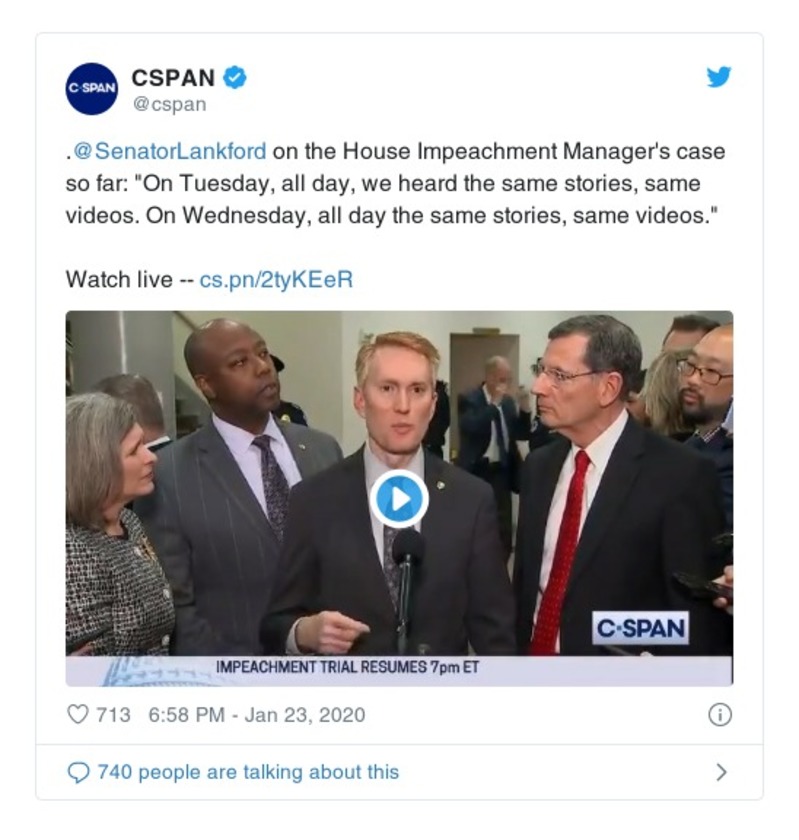 C-SPAN
CSPAN
@cspan
.@SenatorLankford on the House Impeachment Manager's case
so far: "On Tuesday, all day, we heard the same stories, same
videos. On Wednesday, all day the same stories, same videos."
Watch live -- cs.pn/2tyKEeR
C-SPAN
IMPEACHMENT TRIAL RESUMES 7pm ET
713 6:58 PM - Jan 23, 2020
740 people are talking about this